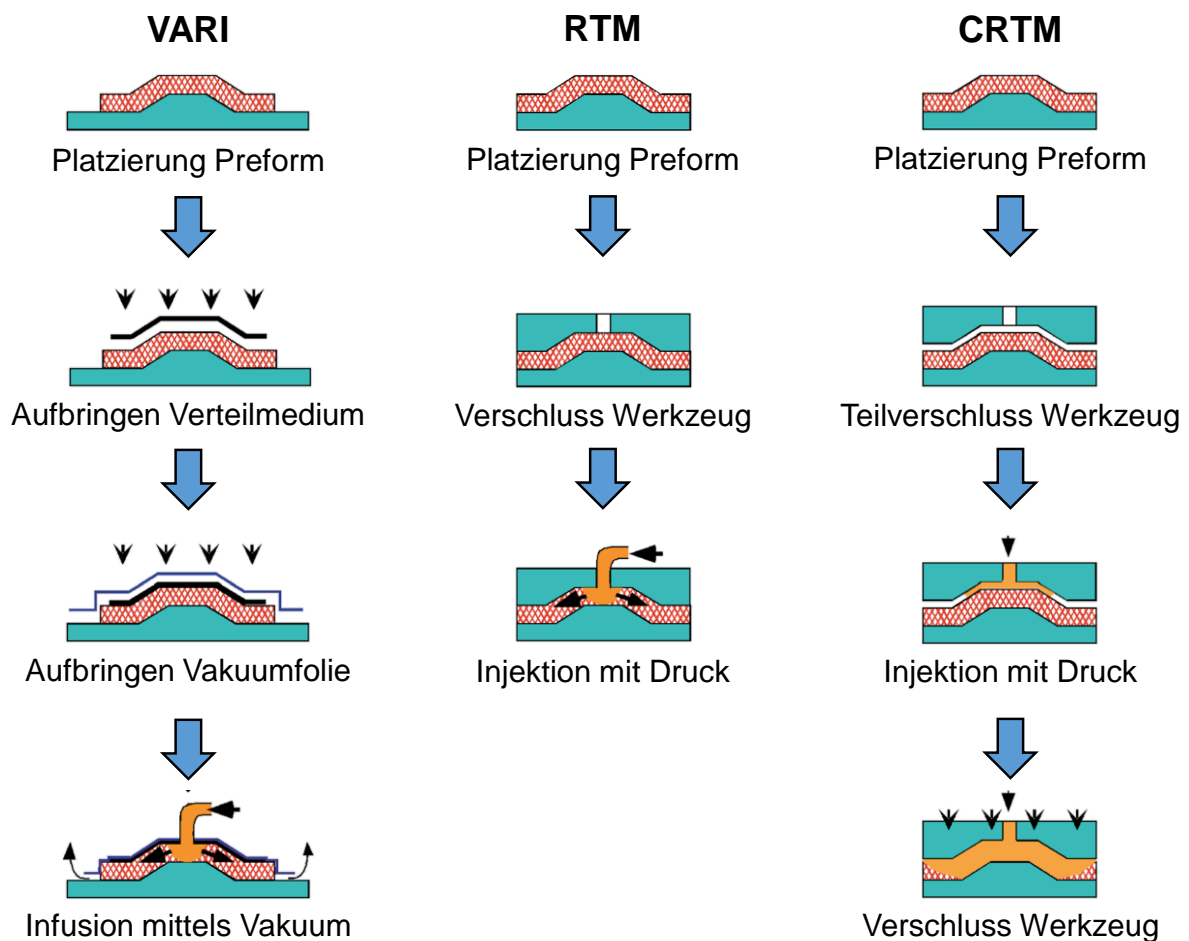 VARI
RTM
CRTM
Platzierung Preform
Platzierung Preform
Platzierung Preform
Aufbringen Verteilmedium
Verschluss Werkzeug
Teilverschluss Werkzeug
Aufbringen Vakuumfolie
Injektion mit Druck
Injektion mit Druck
Infusion mittels Vakuum
Verschluss Werkzeug